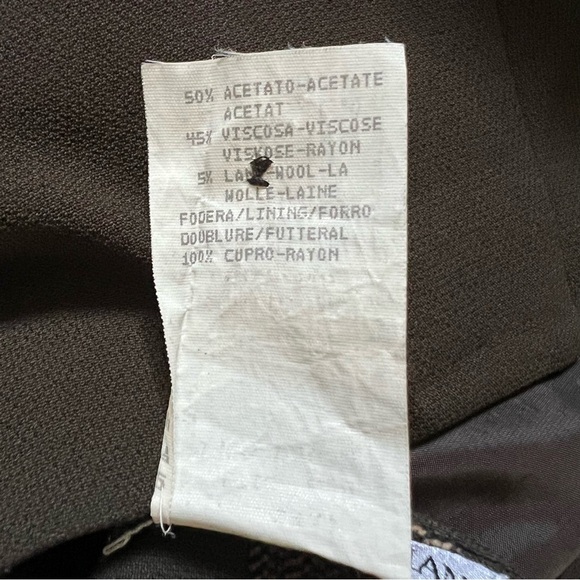 50% ACETATO-ACETATE
ACETAT
45% VISCOSA-VISCOSE
VISKOSE-RAYON
5% LANA-WOOL-LA
WOLLE-LAINE
FODERA/LINING/FORRO
DOUBLURE/FUTTERAL
100% CUPRO-RAYON